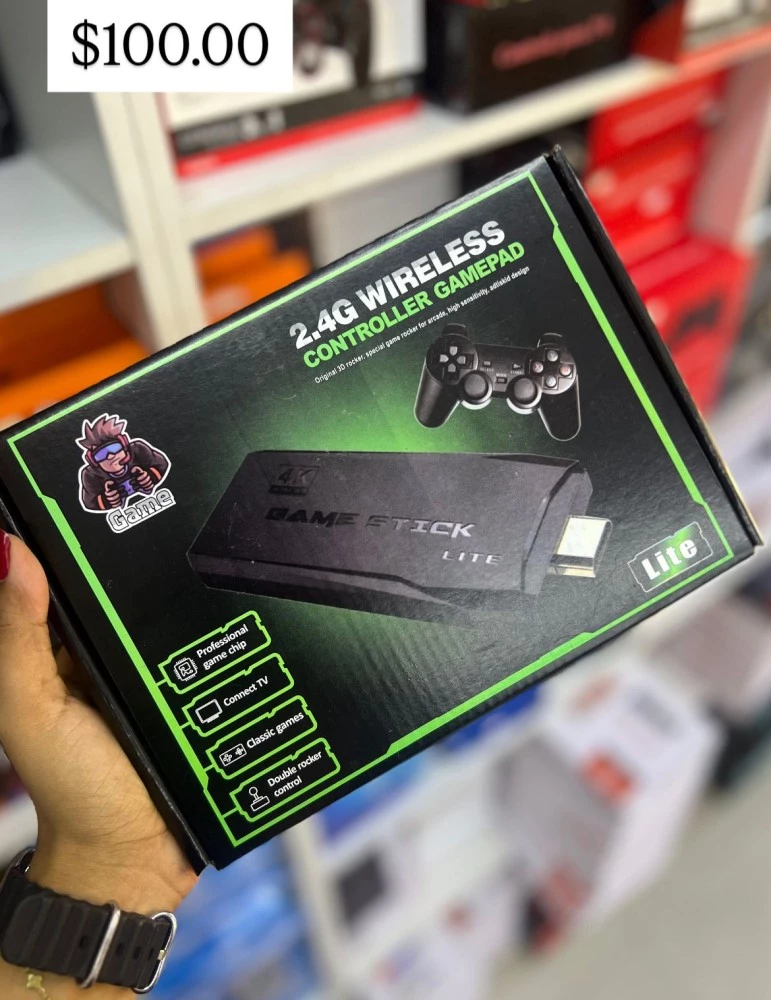 $100.00
2.4G WIRELESS
CONTROLLER GAMEPAD
Original 3D rocker, special game rocker for arcade, high sensitivity, adtiskid design
Game
4K
GAME STICK
LITE
Lite
Professional
game chip
Connect TV
Classic games
Double rocker
control